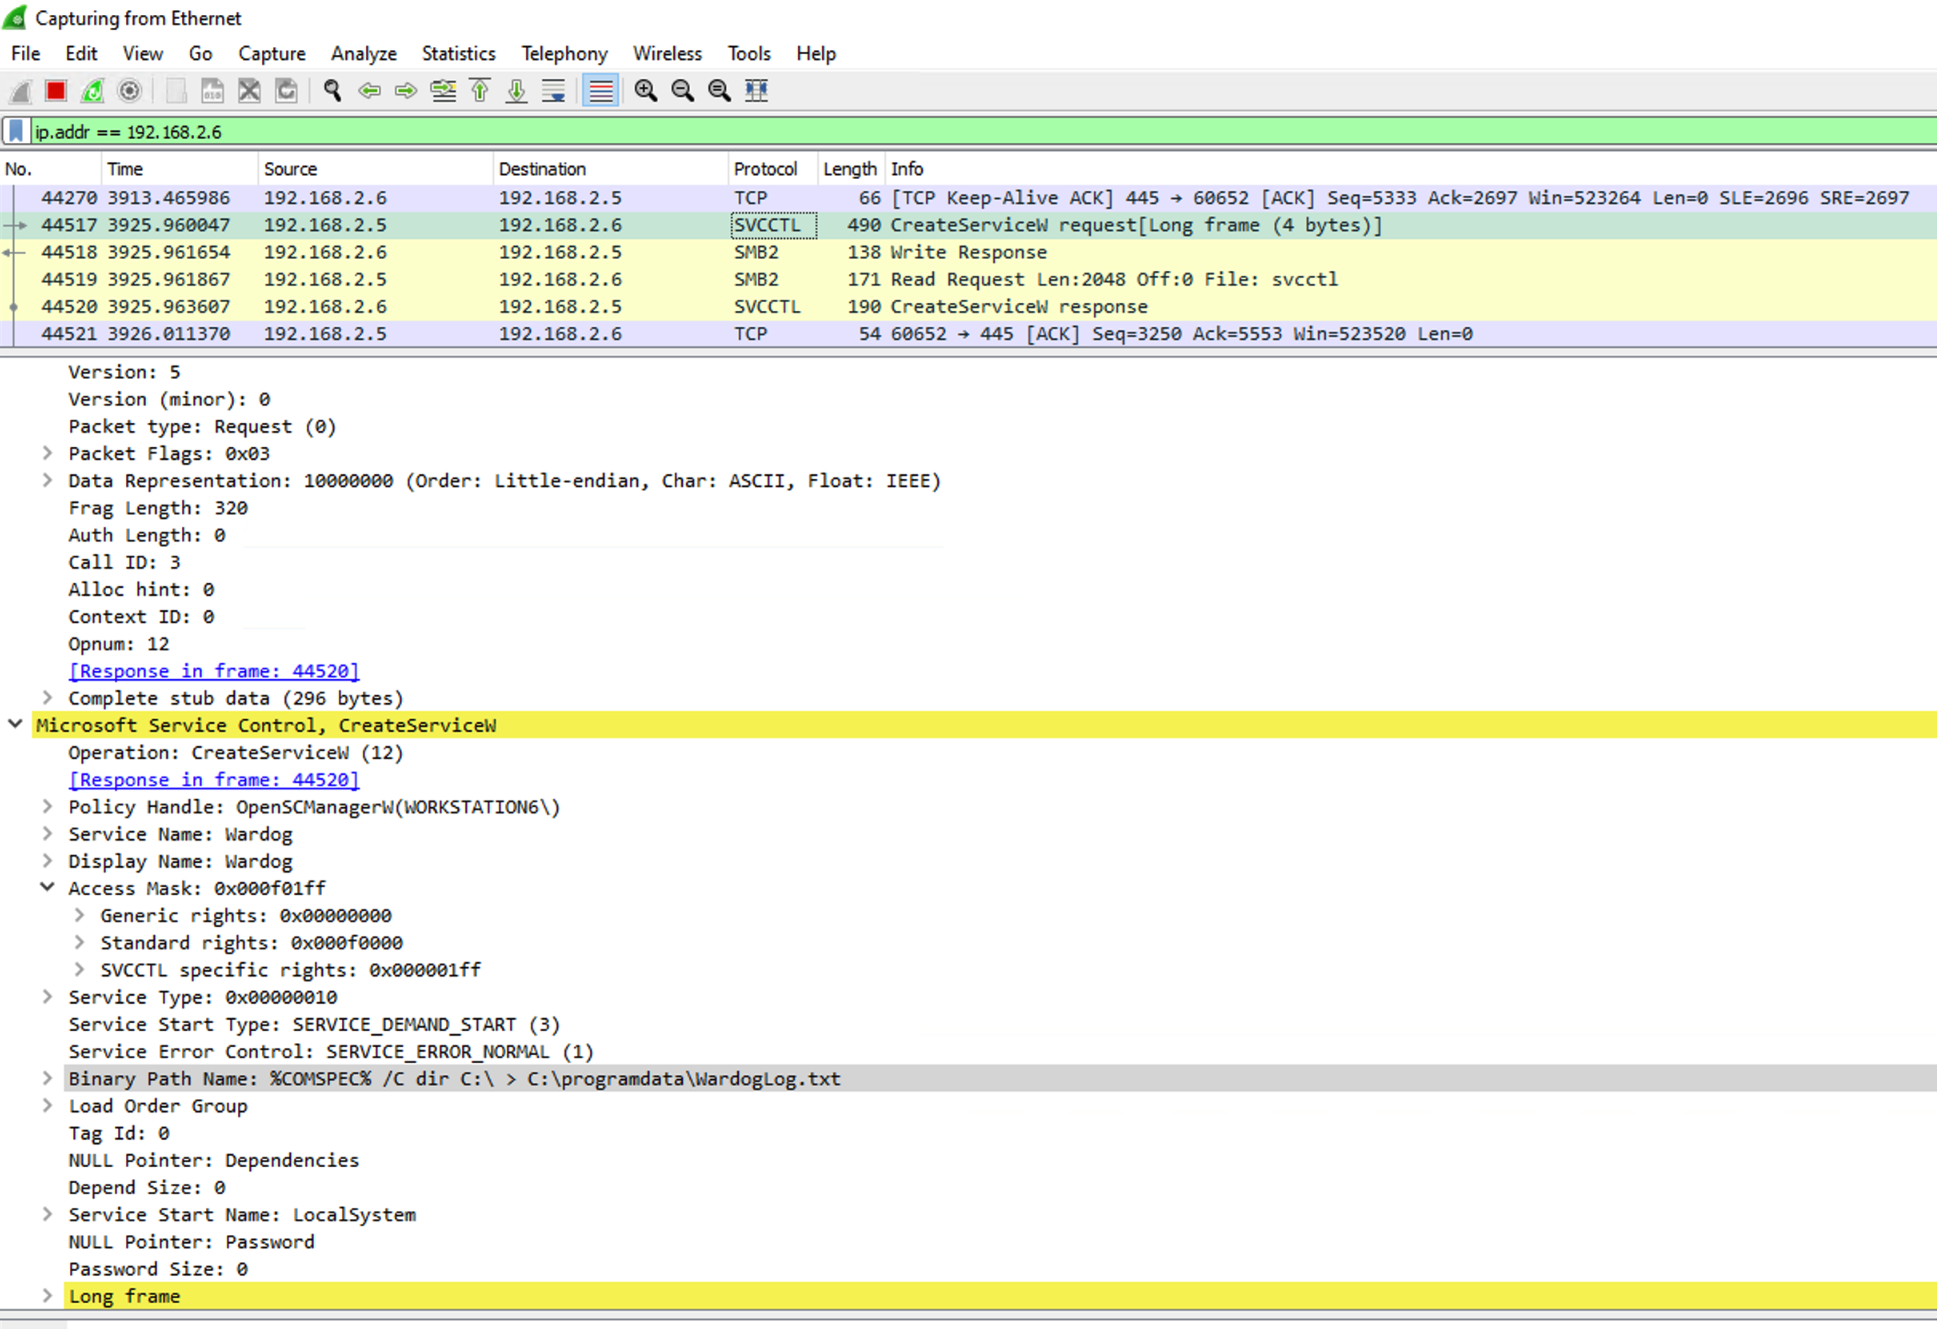 Capturing from Ethernet
File Edit View Go Capture Analyze Statistics Telephony Wireless Tools Help
ip.addr == 192.168.2.6
No. Time Source Destination Protocol Length Info
44270 3913.465986 192.168.2.6 192.168.2.5 TCP 66 [TCP Keep-Alive ACK] 445 → 60652 [ACK] Seq=5333 Ack=2697 Win=523264 Len=0 SLE=2696 SRE=2697
44517 3925.960047 192.168.2.5 192.168.2.6 SVCCTL 490 CreateServiceW request[Long frame (4 bytes)]
44518 3925.961654 192.168.2.6 192.168.2.5 SMB2 138 Write Response
44519 3925.961867 192.168.2.5 192.168.2.6 SMB2 171 Read Request Len:2048 Off:0 File: svcctl
44520 3925.963607 192.168.2.6 192.168.2.5 SVCCTL 190 CreateServiceW response
44521 3926.011370 192.168.2.5 192.168.2.6 TCP 54 60652 → 445 [ACK] Seq=3250 Ack=5553 Win=523520 Len=0
Version: 5
Version (minor): 0
Packet type: Request (0)
Packet Flags: 0x03
Data Representation: 10000000 (Order: Little-endian, Char: ASCII, Float: IEEE)
Frag Length: 320
Auth Length: 0
Call ID: 3
Alloc hint: 0
Context ID: 0
Opnum: 12
[Response in frame: 44520]
Complete stub data (296 bytes)
Microsoft Service Control, CreateServiceW
Operation: CreateServiceW (12)
[Response in frame: 44520]
Policy Handle: OpenSCManagerW(WORKSTATION6\)
Service Name: Wardog
Display Name: Wardog
Access Mask: 0x000f01ff
Generic rights: 0x00000000
Standard rights: 0x000f0000
SVCCTL specific rights: 0x000001ff
Service Type: 0x00000010
Service Start Type: SERVICE_DEMAND_START (3)
Service Error Control: SERVICE_ERROR_NORMAL (1)
Binary Path Name: %COMSPEC% /C dir C:\ > C:\programdata\WardogLog.txt
Load Order Group
Tag Id: 0
NULL Pointer: Dependencies
Depend Size: 0
Service Start Name: LocalSystem
NULL Pointer: Password
Password Size: 0
Long frame